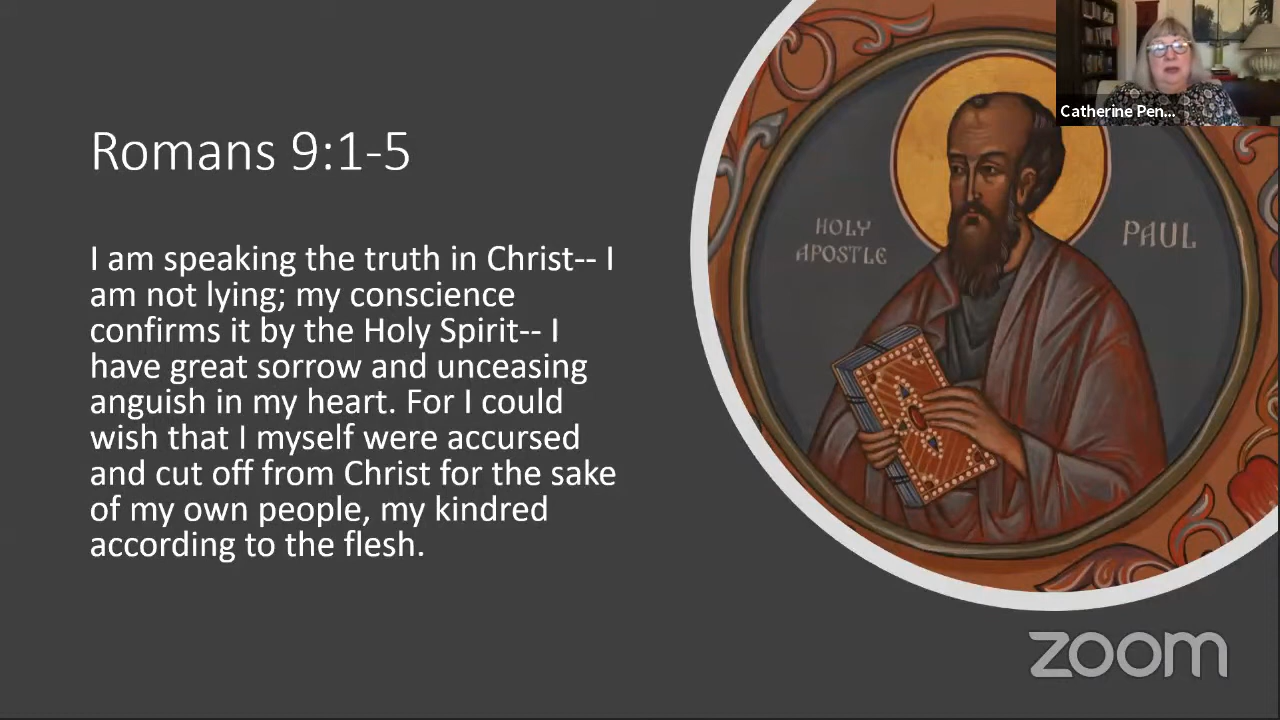 Romans 9:1-5
I am speaking the truth in Christ-- I
am not lying; my conscience
confirms it by the Holy Spirit-- I
have great sorrow and unceasing
anguish in my heart. For I could
wish that I myself were accursed
and cut off from Christ for the sake
of my own people, my kindred
according to the flesh.
HOLY
APOSTLE
PAUL
Catherine Pen...
zoom